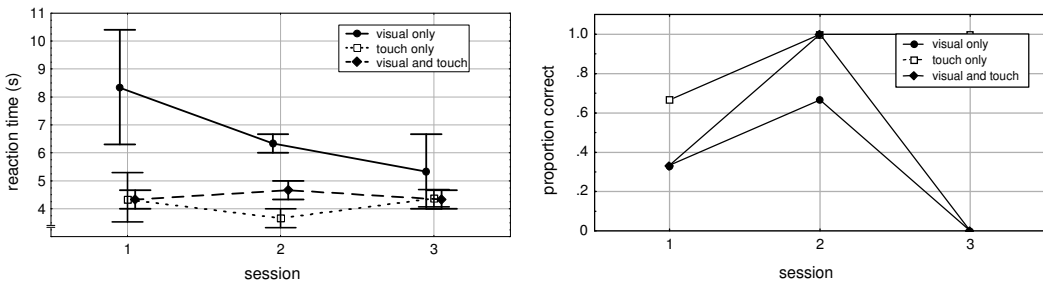 11
10
9
8
7
6
5
4
reaction time (s)
visual only
touch only
visual and touch
1 2 3
session
1.0
.8
.6
.4
.2
0
proportion correct
visual only
touch only
visual and touch
1 2 3
session